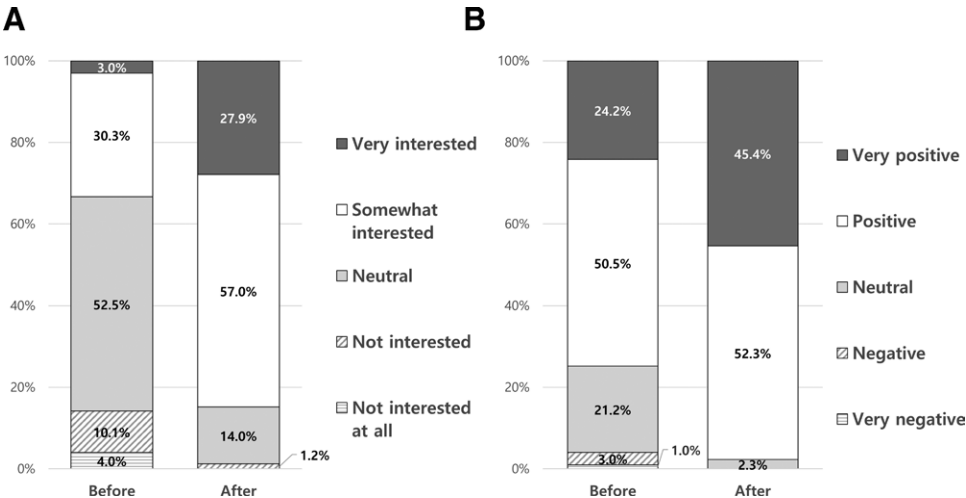 A
100%
80%
60%
40%
20%
0%
3.0%
30.3%
52.5%
10.1%
4.0%
27.9%
57.0%
14.0%
1.2%
Before
After
Very interested
Somewhat
interested
Neutral
Not interested
Not interested
at all
B
100%
80%
60%
40%
20%
0%
24.2%
50.5%
21.2%
3.0%
1.0%
45.4%
52.3%
2.3%
Before
After
Very positive
Positive
Neutral
Negative
Very negative